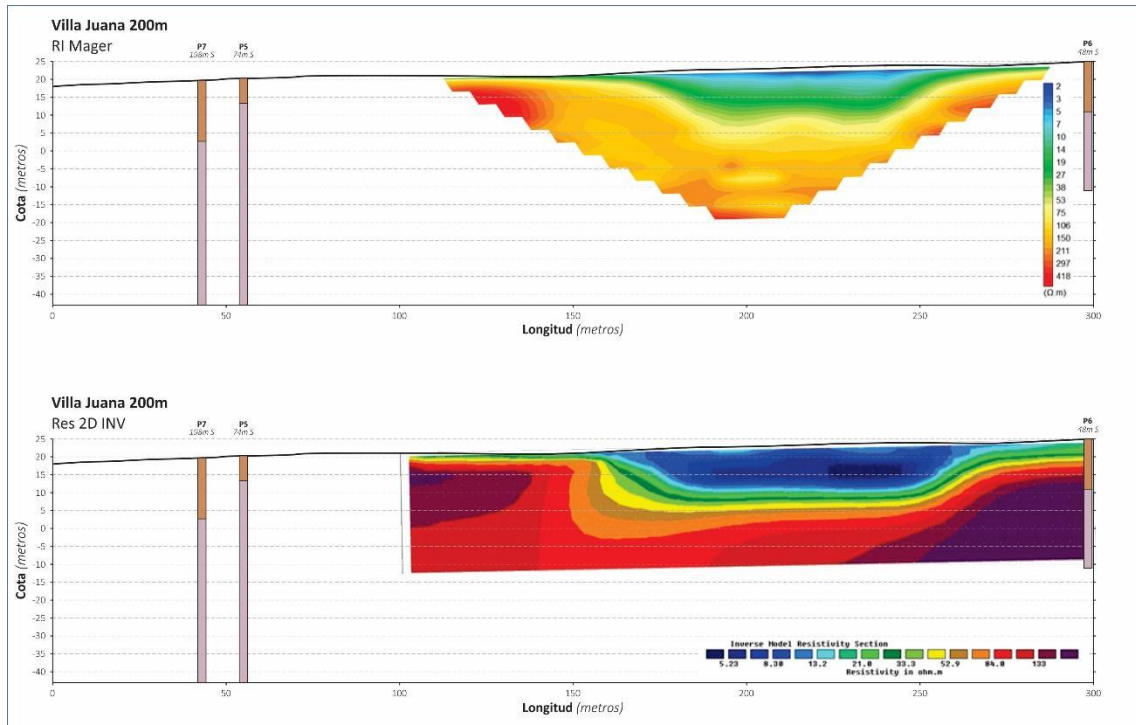 Villa Juana 200m
RI Mager
P7
198m S
P5
74m S
P6
48m S
25
20
15
10
5
0
-5
-10
-15
-20
-25
-30
-35
-40
Cota (metros)
2
3
5
7
10
14
19
27
38
53
75
106
150
211
297
418
(Ω.m)
0
50
100
150
200
250
300
Longitud (metros)
Villa Juana 200m
Res 2D INV
P7
198m S
P5
74m S
P6
48m S
25
20
15
10
5
0
-5
-10
-15
-20
-25
-30
-35
-40
Cota (metros)
Inverse Model Resistivity Section
5.23 8.30 13.2 21.0 33.3 52.9 84.0 133
Resistivity in ohm.m
0
50
100
150
200
250
300
Longitud (metros)